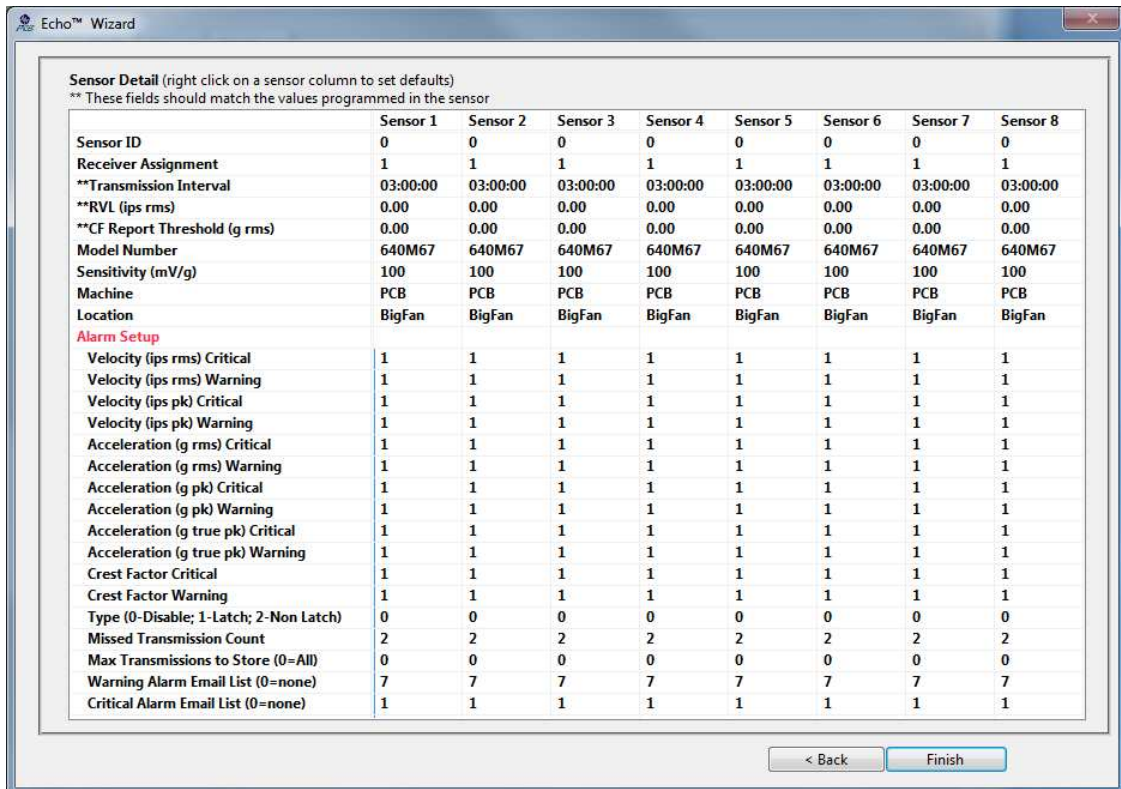 PCB Echo™ Wizard
Sensor Detail (right click on a sensor column to set defaults)
** These fields should match the values programmed in the sensor
Sensor 1 Sensor 2 Sensor 3 Sensor 4 Sensor 5 Sensor 6 Sensor 7 Sensor 8
Sensor ID 0 0 0 0 0 0 0 0
Receiver Assignment 1 1 1 1 1 1 1 1
**Transmission Interval 03:00:00 03:00:00 03:00:00 03:00:00 03:00:00 03:00:00 03:00:00 03:00:00
**RVL (ips rms) 0.00 0.00 0.00 0.00 0.00 0.00 0.00 0.00
**CF Report Threshold (g rms) 0.00 0.00 0.00 0.00 0.00 0.00 0.00 0.00
Model Number 640M67 640M67 640M67 640M67 640M67 640M67 640M67 640M67
Sensitivity (mV/g) 100 100 100 100 100 100 100 100
Machine PCB PCB PCB PCB PCB PCB PCB PCB
Location BigFan BigFan BigFan BigFan BigFan BigFan BigFan BigFan
Alarm Setup
Velocity (ips rms) Critical 1 1 1 1 1 1 1 1
Velocity (ips rms) Warning 1 1 1 1 1 1 1 1
Velocity (ips pk) Critical 1 1 1 1 1 1 1 1
Velocity (ips pk) Warning 1 1 1 1 1 1 1 1
Acceleration (g rms) Critical 1 1 1 1 1 1 1 1
Acceleration (g rms) Warning 1 1 1 1 1 1 1 1
Acceleration (g pk) Critical 1 1 1 1 1 1 1 1
Acceleration (g pk) Warning 1 1 1 1 1 1 1 1
Acceleration (g true pk) Critical 1 1 1 1 1 1 1 1
Acceleration (g true pk) Warning 1 1 1 1 1 1 1 1
Crest Factor Critical 1 1 1 1 1 1 1 1
Crest Factor Warning 1 1 1 1 1 1 1 1
Type (0-Disable; 1-Latch; 2-Non Latch) 0 0 0 0 0 0 0 0
Missed Transmission Count 2 2 2 2 2 2 2 2
Max Transmissions to Store (0=All) 0 0 0 0 0 0 0 0
Warning Alarm Email List (0=none) 7 7 7 7 7 7 7 7
Critical Alarm Email List (0=none) 1 1 1 1 1 1 1 1
< Back Finish